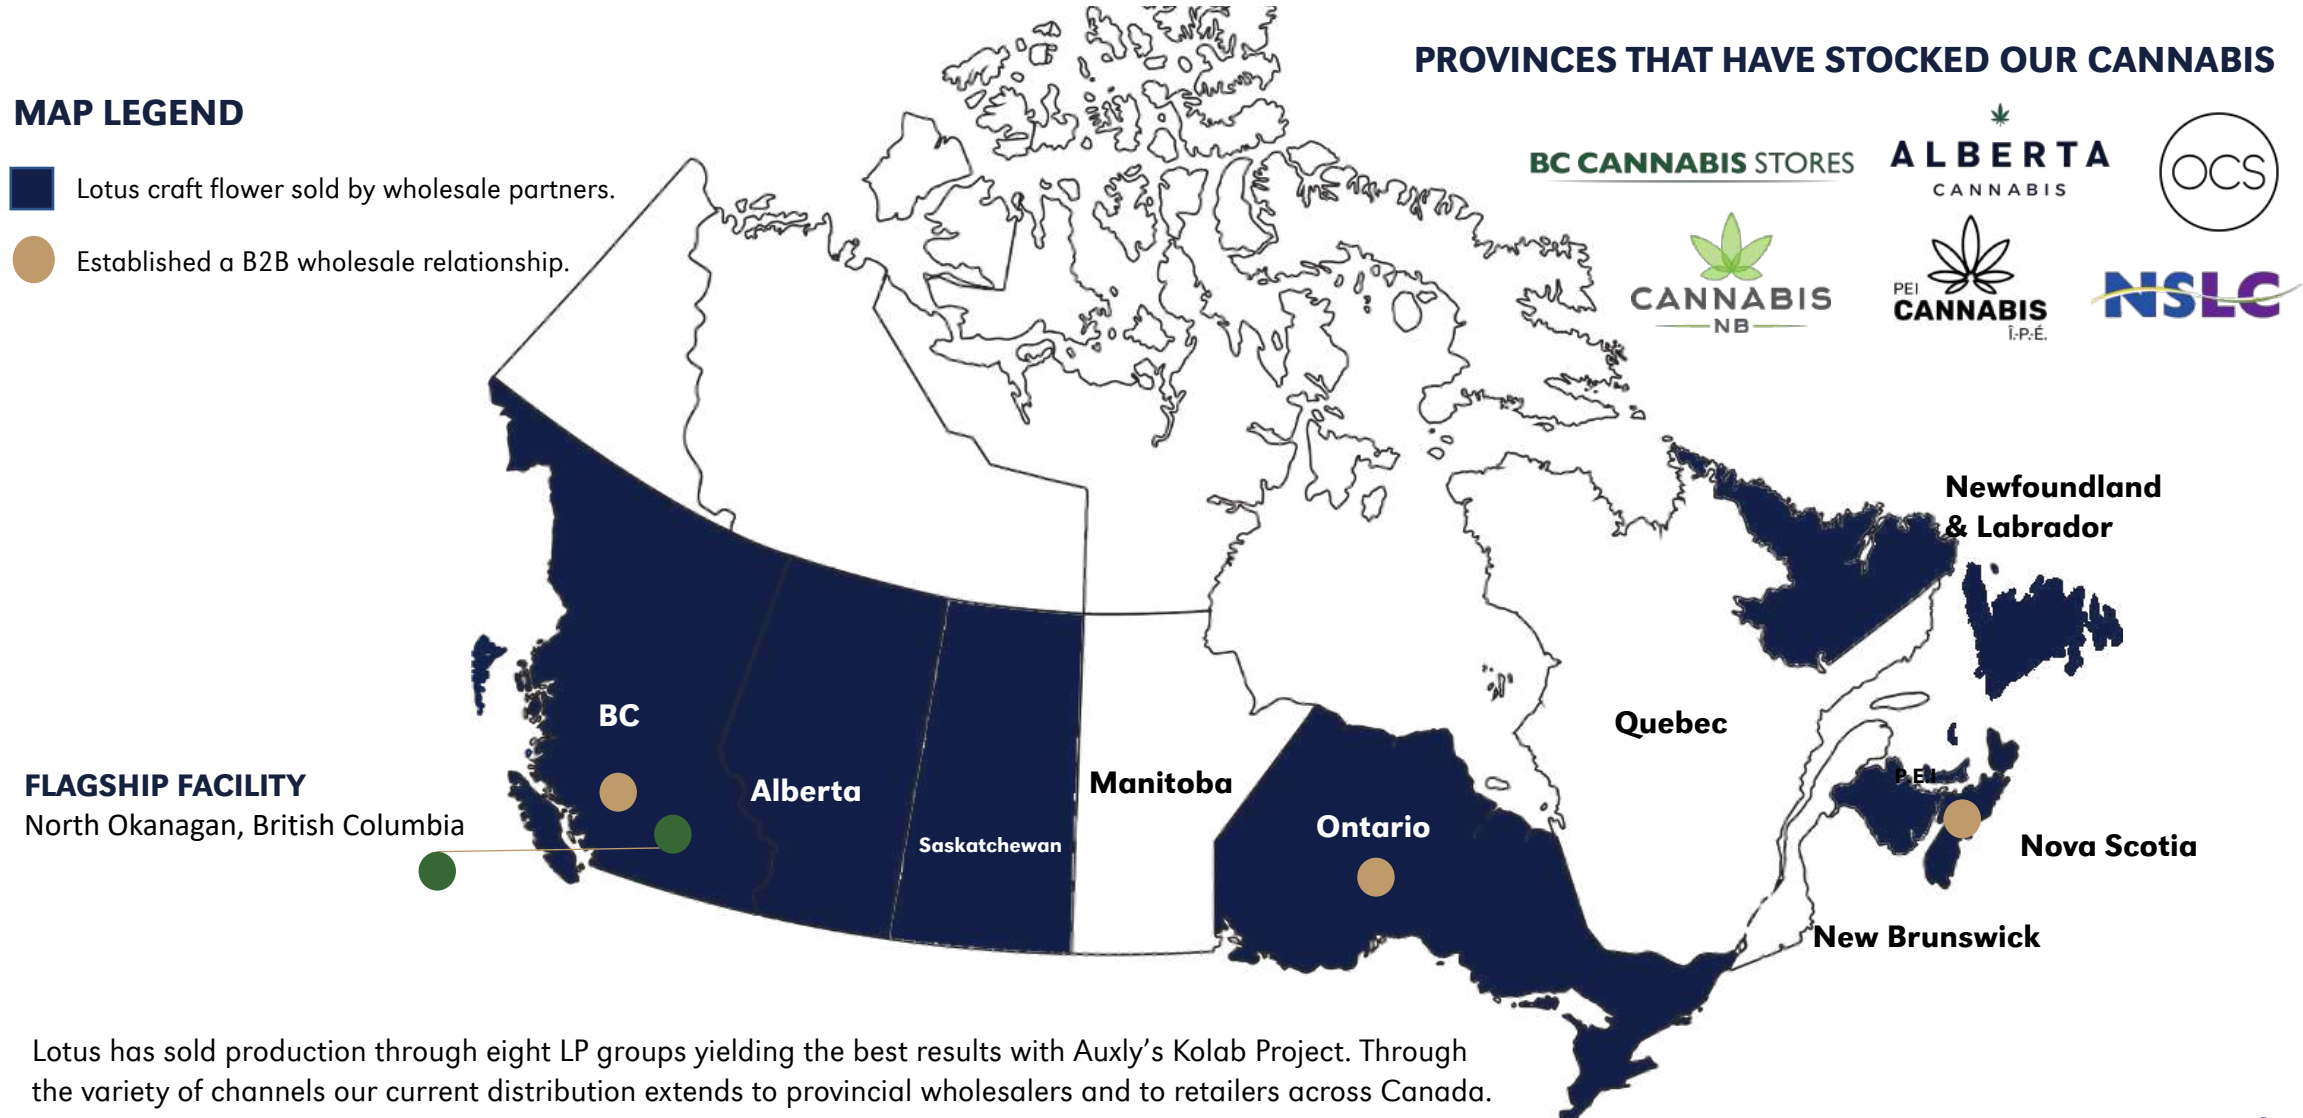 PROVINCES THAT HAVE STOCKED OUR CANNABIS
MAP LEGEND
Lotus craft flower sold by wholesale partners.
Established a B2B wholesale relationship.
BC CANNABIS STORES
ALBERTA
CANNABIS
OCS
CANNABIS
NB
PEI
CANNABIS
Î.-P.-É.
NSLC
Newfoundland
& Labrador
BC
Alberta
Saskatchewan
Manitoba
Ontario
Quebec
P.E.I
Nova Scotia
New Brunswick
FLAGSHIP FACILITY
North Okanagan, British Columbia
Lotus has sold production through eight LP groups yielding the best results with Auxly’s Kolab Project. Through
the variety of channels our current distribution extends to provincial wholesalers and to retailers across Canada.